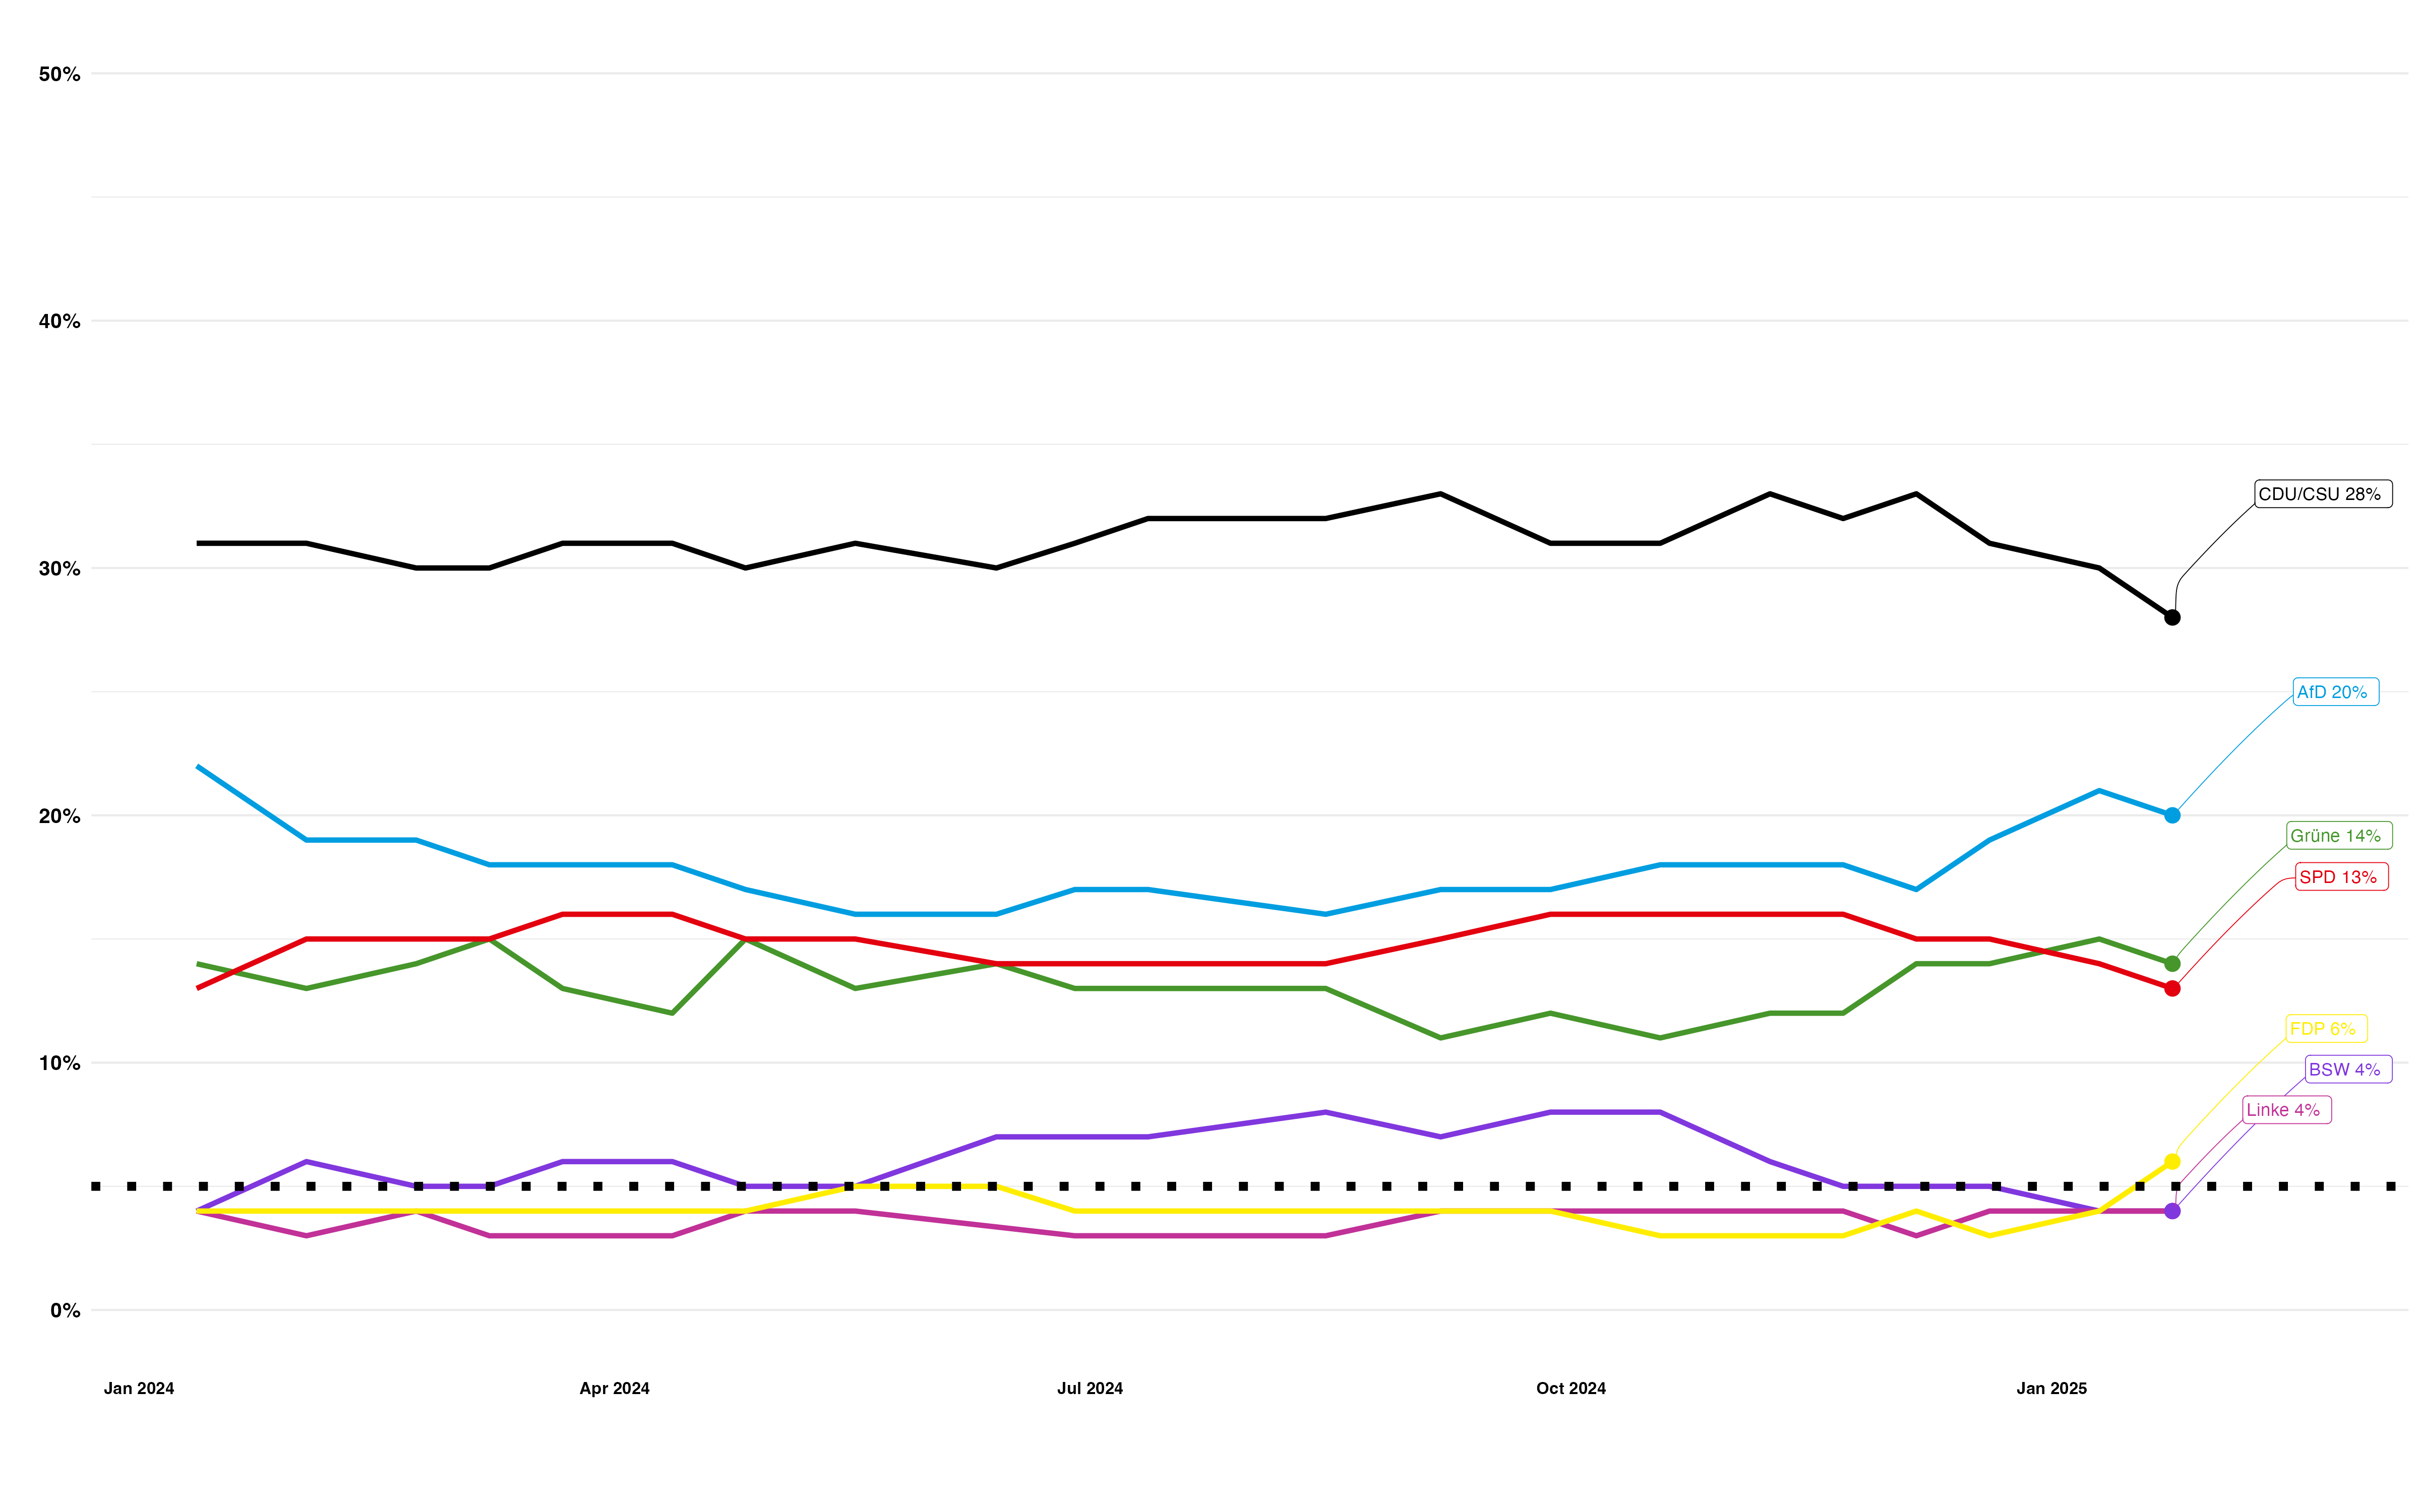 50%
40%
30%
20%
10%
0%
CDU/CSU 28%
AfD 20%
Grüne 14%
SPD 13%
FDP 6%
BSW 4%
Linke 4%
Jan 2024
Apr 2024
Jul 2024
Oct 2024
Jan 2025